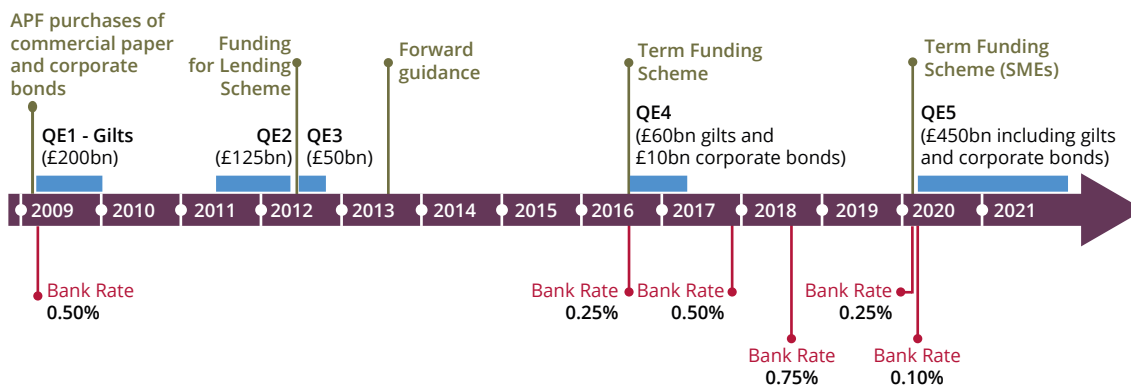 APF purchases of
commercial paper
and corporate
bonds
Funding
for Lending
Scheme
Forward
guidance
Term Funding
Scheme
Term Funding
Scheme (SMEs)
QE1 - Gilts
(£200bn)
QE2
(£125bn)
QE3
(£50bn)
QE4
(£60bn gilts and
£10bn corporate bonds)
QE5
(£450bn including gilts
and corporate bonds)
2009 2010 2011 2012 2013 2014 2015 2016 2017 2018 2019 2020 2021
Bank Rate
0.50%
Bank Rate
0.25%
Bank Rate
0.50%
Bank Rate
0.75%
Bank Rate
0.25%
Bank Rate
0.10%